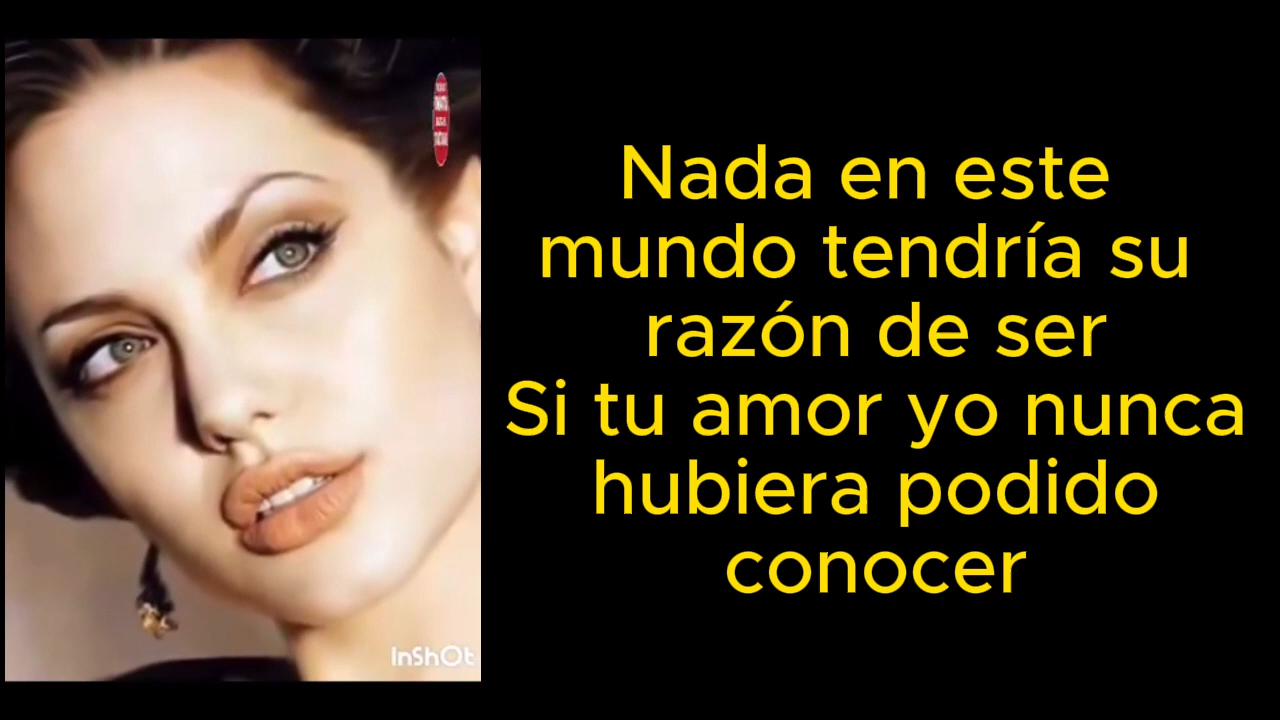 Nada en este
mundo tendría su
razón de ser
Si tu amor yo nunca
hubiera podido
conocer
InShOt